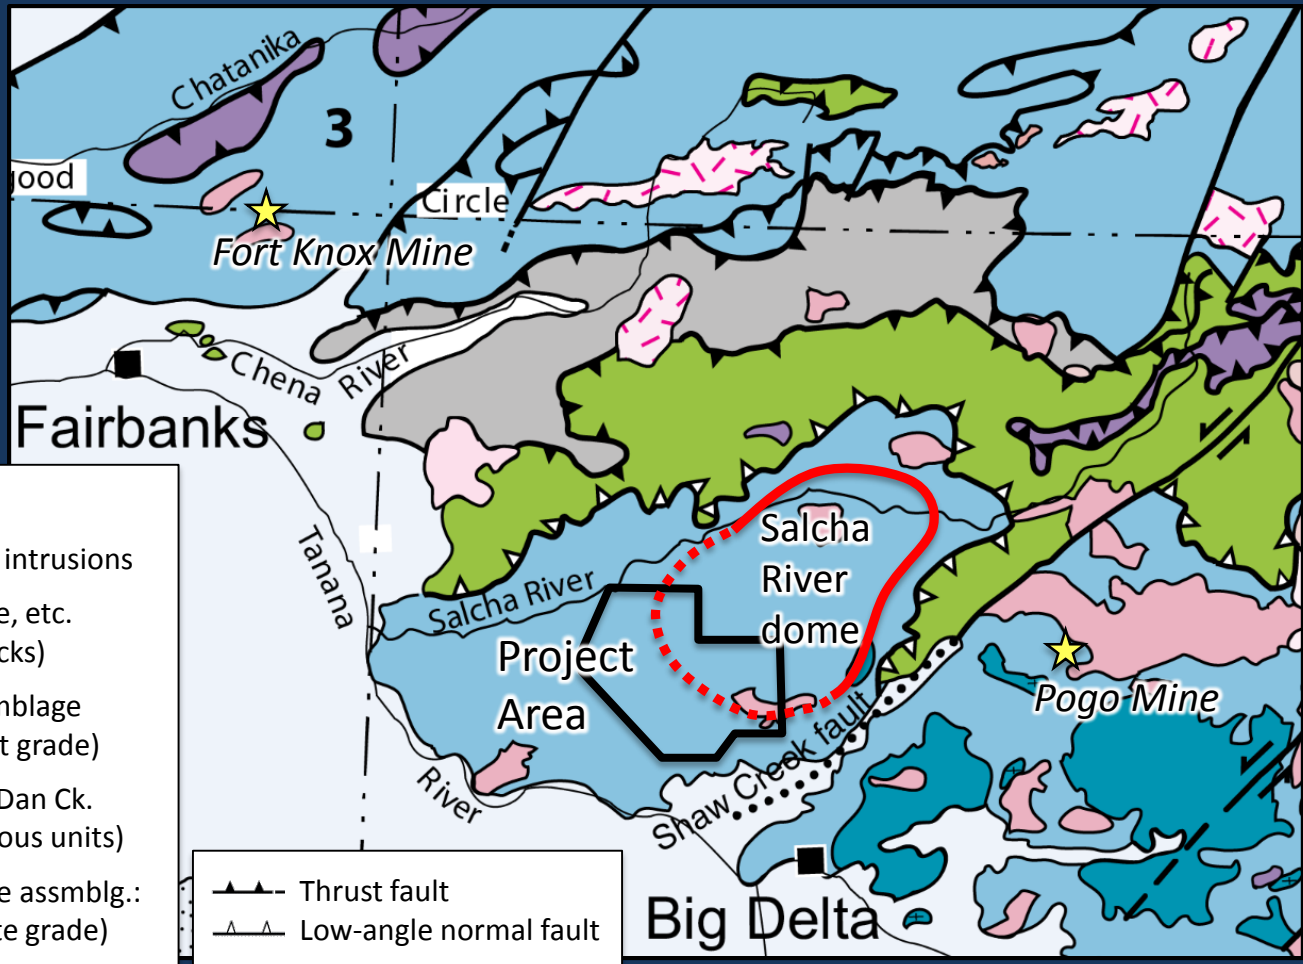 Chatanika
3
good
Circle
Fort Knox Mine
Chena River
Fairbanks
Tanana
River
Salcha River
Salcha
River
dome
Project
Area
Pogo Mine
Shaw Creek fault
Big Delta
intrusions
e, etc.
cks)
mblage
t grade)
Dan Ck.
ous units)
e assmblg.:
te grade)
Thrust fault
Low-angle normal fault